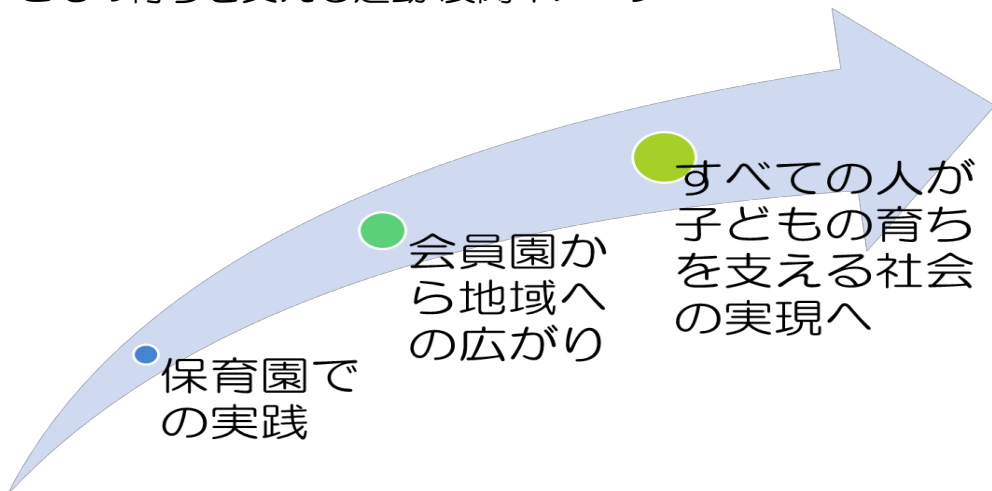 保育園で
の実践
会員園か
ら地域へ
の広がり
すべての人が
子どもの育ち
を支える社会
の実現へ